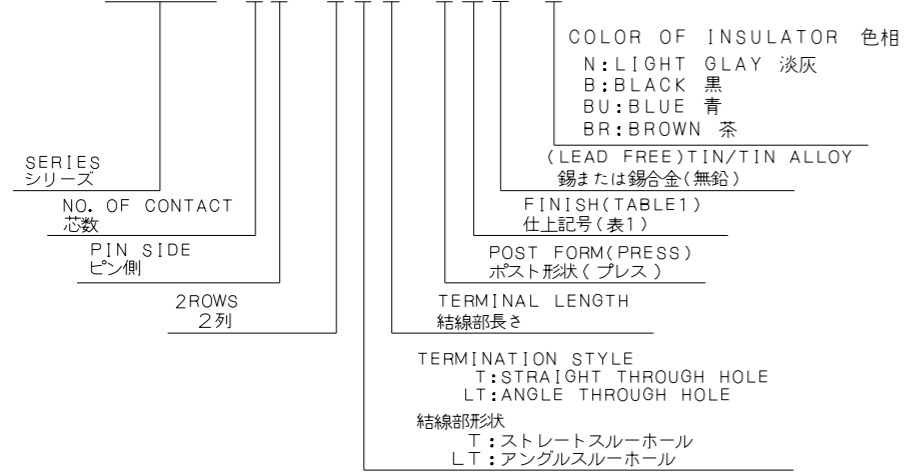 COLOR OF INSULATOR 色相
N:LIGHT GLAY 淡灰
B:BLACK 黒
BU:BLUE 青
BR:BROWN 茶
SERIES
シリーズ
(LEAD FREE)TIN/TIN ALLOY
錫または錫合金(無鉛)
NO. OF CONTACT
芯数
FINISH(TABLE1)
仕上記号(表1)
PIN SIDE
ピン側
POST FORM(PRESS)
ポスト形状(プレス)
2ROWS
2列
TERMINAL LENGTH
結線部長さ
TERMINATION STYLE
T:STRAIGHT THROUGH HOLE
LT:ANGLE THROUGH HOLE
結線部形状
T:ストレートスルーホール
LT:アングルスルーホール